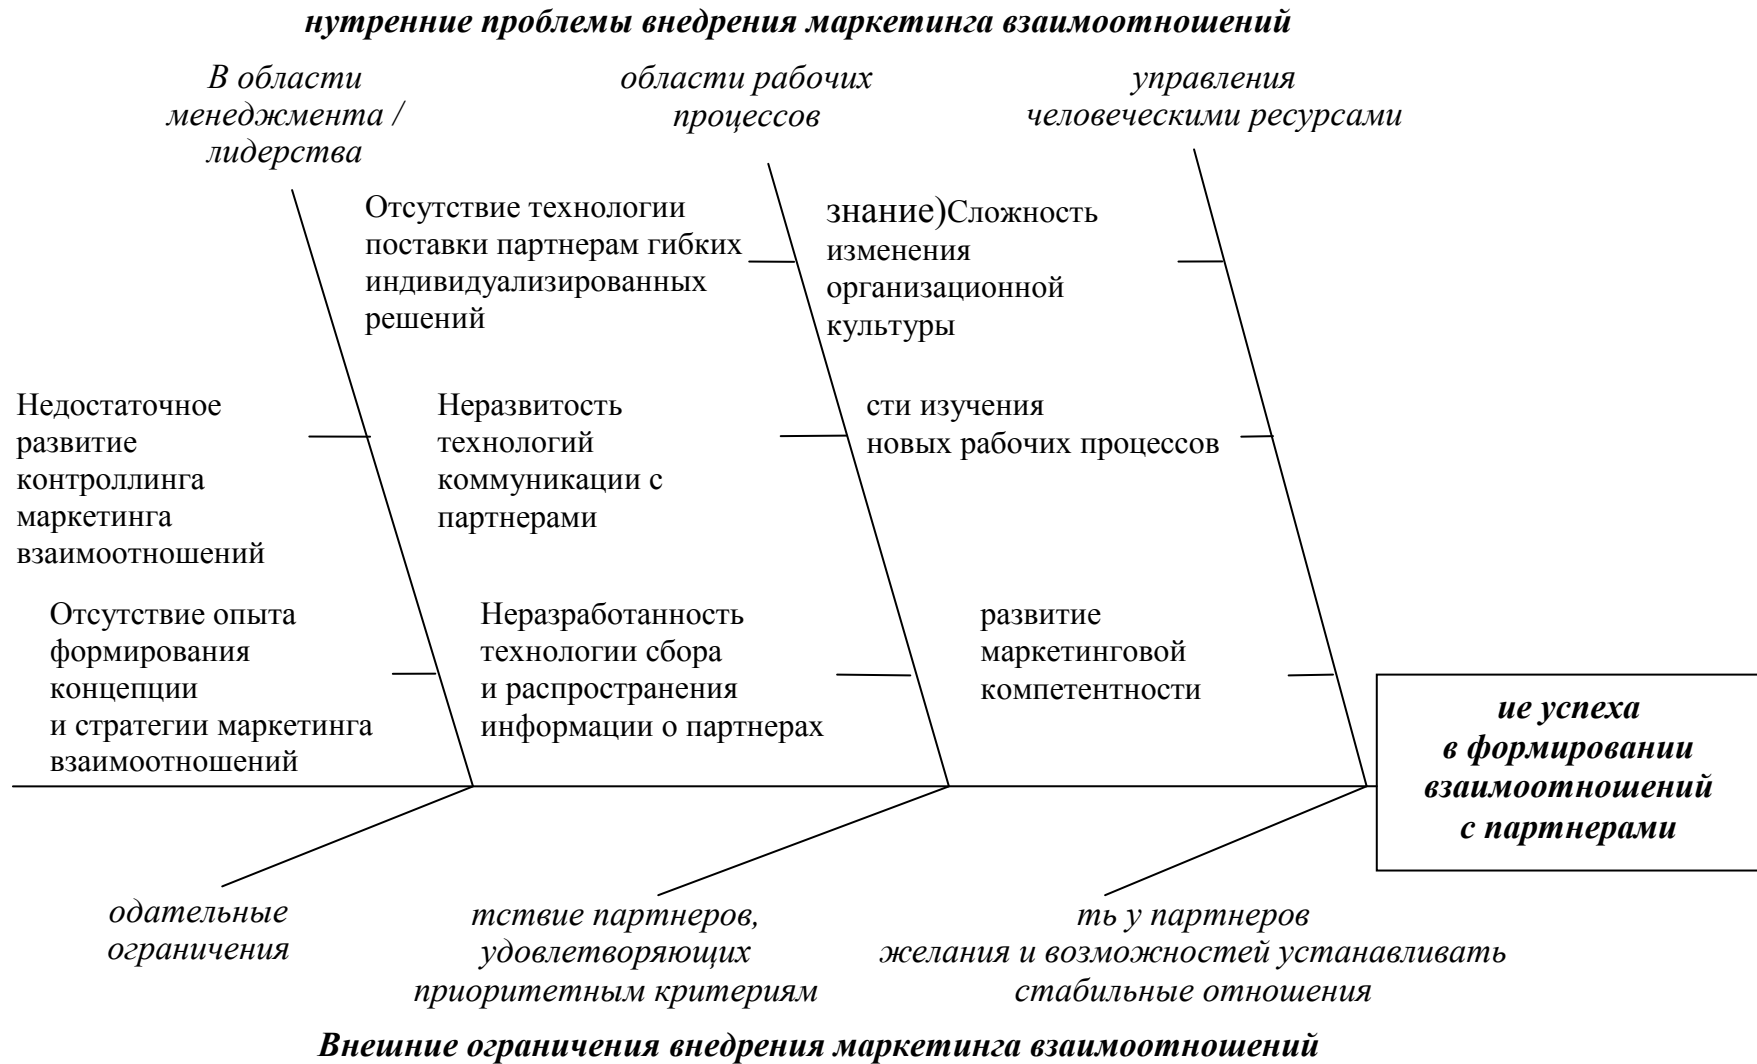 нутренние проблемы внедрения маркетинга взаимоотношений
В области
менеджмента /
лидерства
области рабочих
процессов
управления
человеческими ресурсами
Отсутствие технологии
поставки партнерам гибких
индивидуализированных
решений
знание)Сложность
изменения
организационной
культуры
Недостаточное
развитие
контроллинга
маркетинга
взаимоотношений
Неразвитость
технологий
коммуникации с
партнерами
сти изучения
новых рабочих процессов
Отсутствие опыта
формирования
концепции
и стратегии маркетинга
взаимоотношений
Неразработанность
технологии сбора
и распространения
информации о партнерах
развитие
маркетинговой
компетентности
ие успеха
в формировании
взаимоотношений
с партнерами
одательные
ограничения
тствие партнеров,
удовлетворяющих
приоритетным критериям
ть у партнеров
желания и возможностей устанавливать
стабильные отношения
Внешние ограничения внедрения маркетинга взаимоотношений